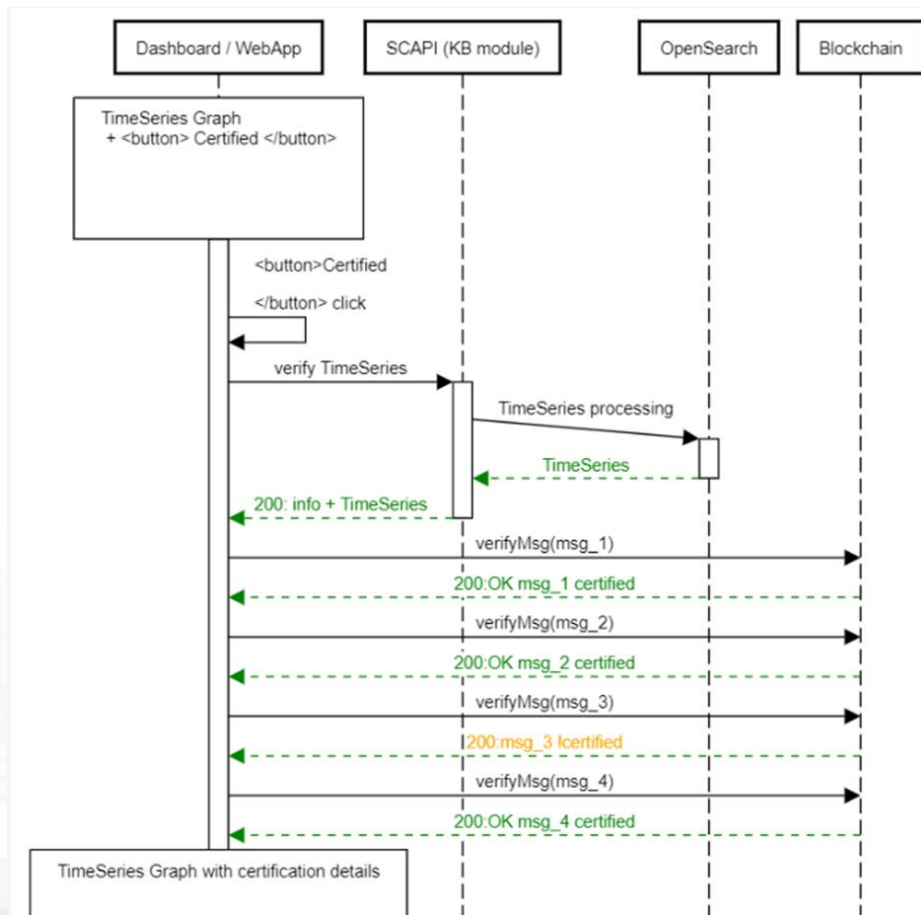 Dashboard / WebApp
SCAPI (KB module)
OpenSearch
Blockchain
TimeSeries Graph
+ <button> Certified </button>
<button>Certified
</button> click
verify TimeSeries
TimeSeries processing
TimeSeries
200: info + TimeSeries
verifyMsg(msg_1)
200:OK msg_1 certified
verifyMsg(msg_2)
200:OK msg_2 certified
verifyMsg(msg_3)
200:msg_3 !certified
verifyMsg(msg_4)
200:OK msg_4 certified
TimeSeries Graph with certification details